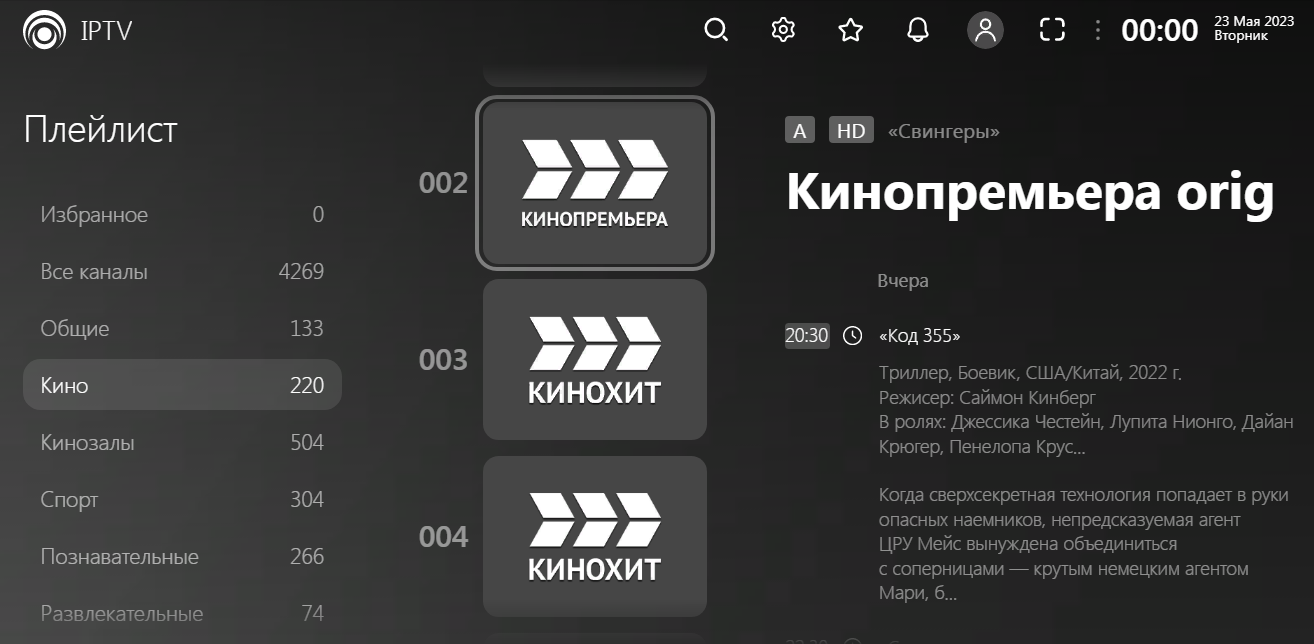 IPTV
00:00
23 Мая 2023
Вторник
Плейлист
Избранное 0
Все каналы 4269
Общие 133
Кино 220
Кинозалы 504
Спорт 304
Познавательные 266
Развлекательные 74
002
КИНОПРЕМЬЕРА
003
КИНОХИТ
004
КИНОХИТ
A HD «Свингеры»
Кинопремьера orig
Вчера
20:30 «Код 355»
Триллер, Боевик, США/Китай, 2022 г.
Режисер: Саймон Кинберг
В ролях: Джессика Честейн, Лупита Нионго, Дайан
Крюгер, Пенелопа Крус...
Когда сверхсекретная технология попадает в руки
опасных наемников, непредсказуемая агент
ЦРУ Мейс вынуждена объединиться
с соперницами — крутым немецким агентом
Мари, б...